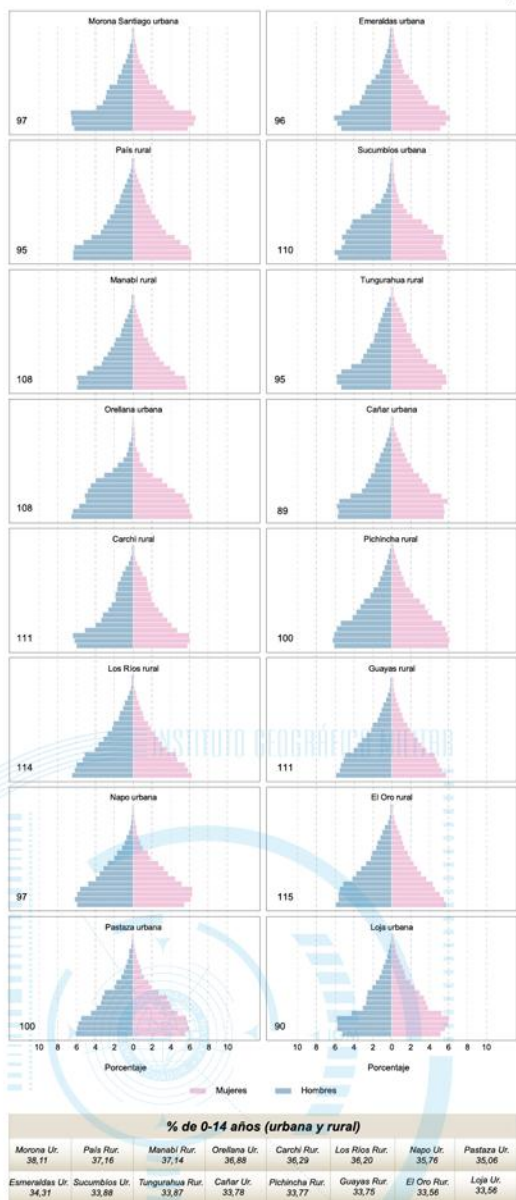 Morona Santiago urbana
Emeraldas urbana
97
96
País rural
Sucumbíos urbana
95
110
Manabí rural
Tungurahua rural
108
95
Orellana urbana
Cañar urbana
108
89
Carchi rural
Pichincha rural
111
100
Los Ríos rural
Guayas rural
INSTITUTO GEOGRÁFICO MILITAR
114
111
Napo urbana
El Oro rural
97
115
Pastaza urbana
Loja urbana
100
90
10 8 6 4 2 0 2 4 6 8 10
10 8 6 4 2 0 2 4 6 8 10
Porcentaje
Porcentaje
Mujeres Hombres
% de 0-14 años (urbana y rural)
Morona Ur. País Rur. Manabí Rur. Orellana Ur. Carchi Rur. Los Ríos Rur. Napo Ur. Pastaza Ur.
38,11 37,16 37,14 36,88 36,29 36,20 35,76 35,06
Esmeraldas Ur. Sucumbíos Ur. Tungurahua Rur. Cañar Ur. Pichincha Rur. Guayas Rur. El Oro Rur. Loja Ur.
34,31 33,88 33,87 33,78 33,77 33,75 33,56 33,56